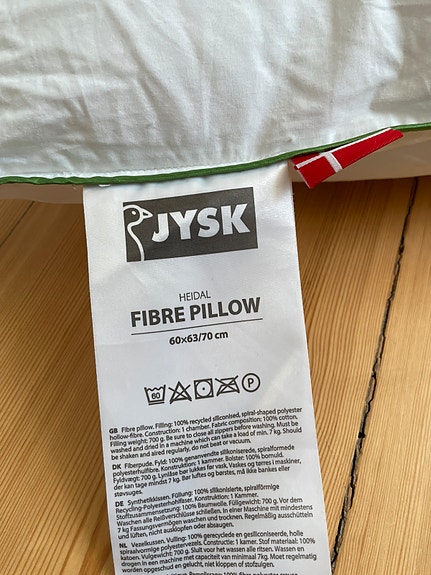 JYSK
HEIDAL
FIBRE PILLOW
60x63/70 cm
60 P
GB Fibre pillow. Filling: 100% recycled siliconised, spiral-shaped polyester
hollow-fibre. Construction: 1 chamber. Fabric composition: 100% cotton.
Filling weight: 700 g. Be sure to close all zippers before washing. Must be
washed and dried in a machine which can take a load of min. 7 kg. Should
be shaken and aired regularly, do not beat or vacuum.
DK Fiberpude. Fyld: 100% genanvendte silikoniserede, spiralformede
polyesterhulfibre. Konstruktion: 1 kammer. Bolster: 100% bomuld.
Fyldvægt: 700 g. Lynlåse bør lukkes før vask. Vaskes og tørres i maskiner,
der kan tage mindst 7 kg. Bør luftes og børstes, må ikke bankes eller
støvsuges.
DE Synthetikkissen, Füllung: 100% silikonisierte, spiralförmige
Recycling-Polyesterhohlfaser. Konstruktion: 1 Kammer.
Stoffzusammensetzung: 100% Baumwolle. Füllgewicht: 700 g. Vor dem
Waschen alle Reißverschlüsse schließen. In einer Maschine mit mindestens
7 kg Fassungsvermögen waschen und trocknen. Regelmäßig ausschütteln
und lüften, nicht ausklopfen oder absaugen.
NL Vezelkussen, Vulling: 100% gerecyclede en gesiliconiseerde, holle
spiraalvormige polyestervezels. Constructie: 1 kamer. Stof materiaal: 100%
katoen. Vulgewicht: 700 g. Sluit voor het wassen alle ritsen. Wassen en
drogen in een machine met een capaciteit van minimaal 7kg. Moet regelmatig
worden opgeschud en gelucht, niet kloppen of stofzuigen.